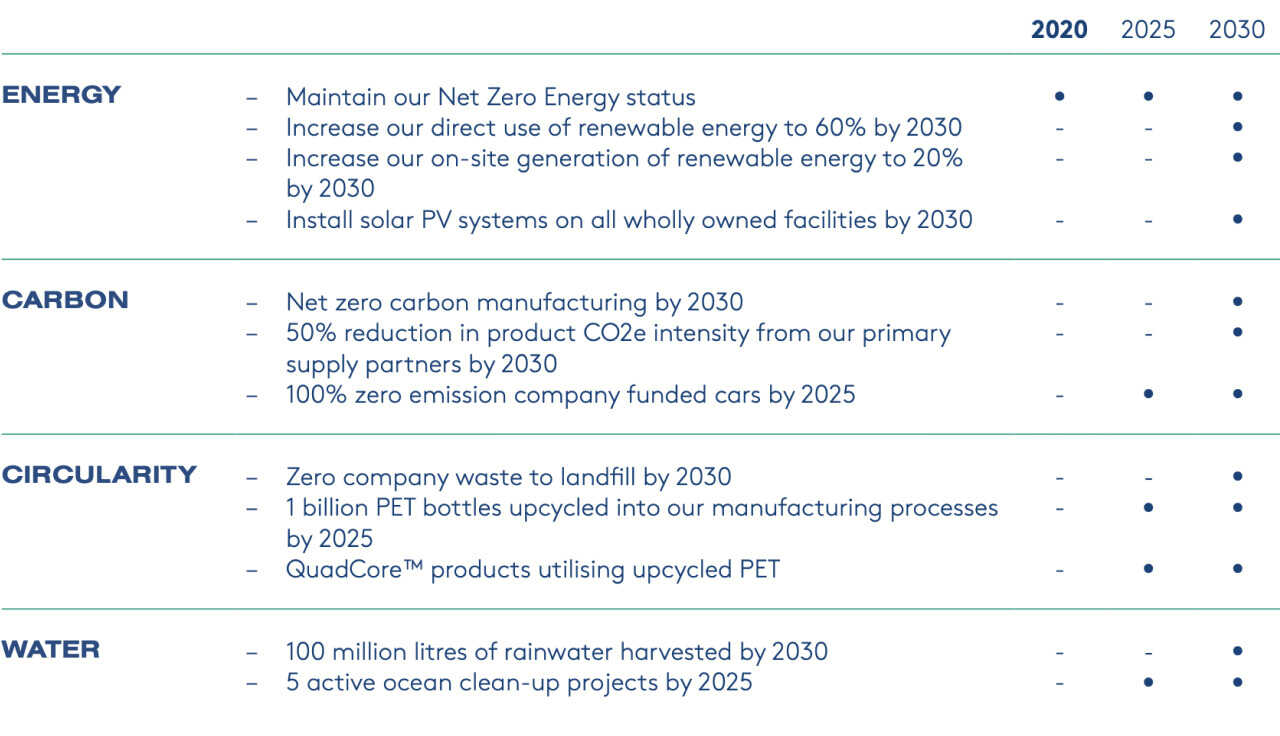 2020 2025 2030
ENERGY – Maintain our Net Zero Energy status • • •
– Increase our direct use of renewable energy to 60% by 2030 - - •
– Increase our on-site generation of renewable energy to 20% - - •
by 2030
– Install solar PV systems on all wholly owned facilities by 2030 - - •
CARBON – Net zero carbon manufacturing by 2030 - - •
– 50% reduction in product CO2e intensity from our primary - - •
supply partners by 2030
– 100% zero emission company funded cars by 2025 - • •
CIRCULARITY – Zero company waste to landfill by 2030 - - •
– 1 billion PET bottles upcycled into our manufacturing processes - • •
by 2025
– QuadCore™ products utilising upcycled PET - • •
WATER – 100 million litres of rainwater harvested by 2030 - - •
– 5 active ocean clean-up projects by 2025 - • •